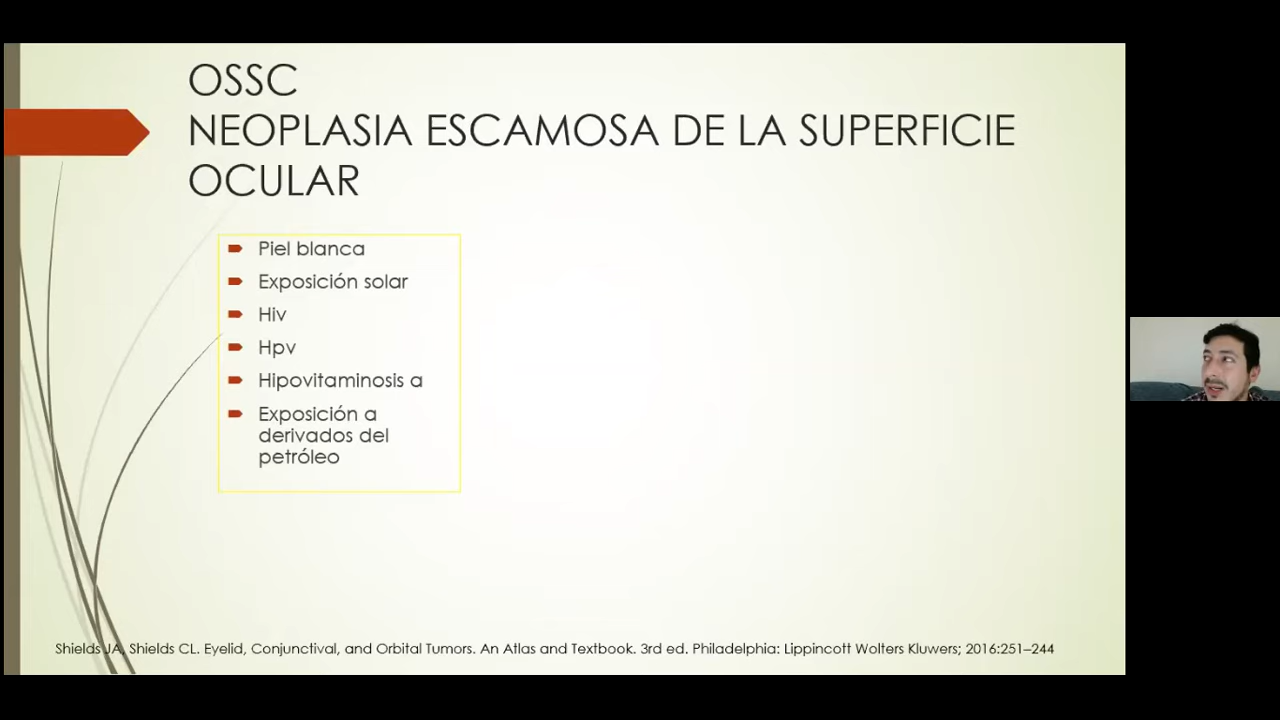 OSSC
NEOPLASIA ESCAMOSA DE LA SUPERFICIE
OCULAR
Piel blanca
Exposición solar
Hiv
Hpv
Hipovitaminosis a
Exposición a
derivados del
petróleo
Shields JA, Shields CL. Eyelid, Conjunctival, and Orbital Tumors. An Atlas and Textbook. 3rd ed. Philadelphia: Lippincott Wolters Kluwers; 2016:251–244